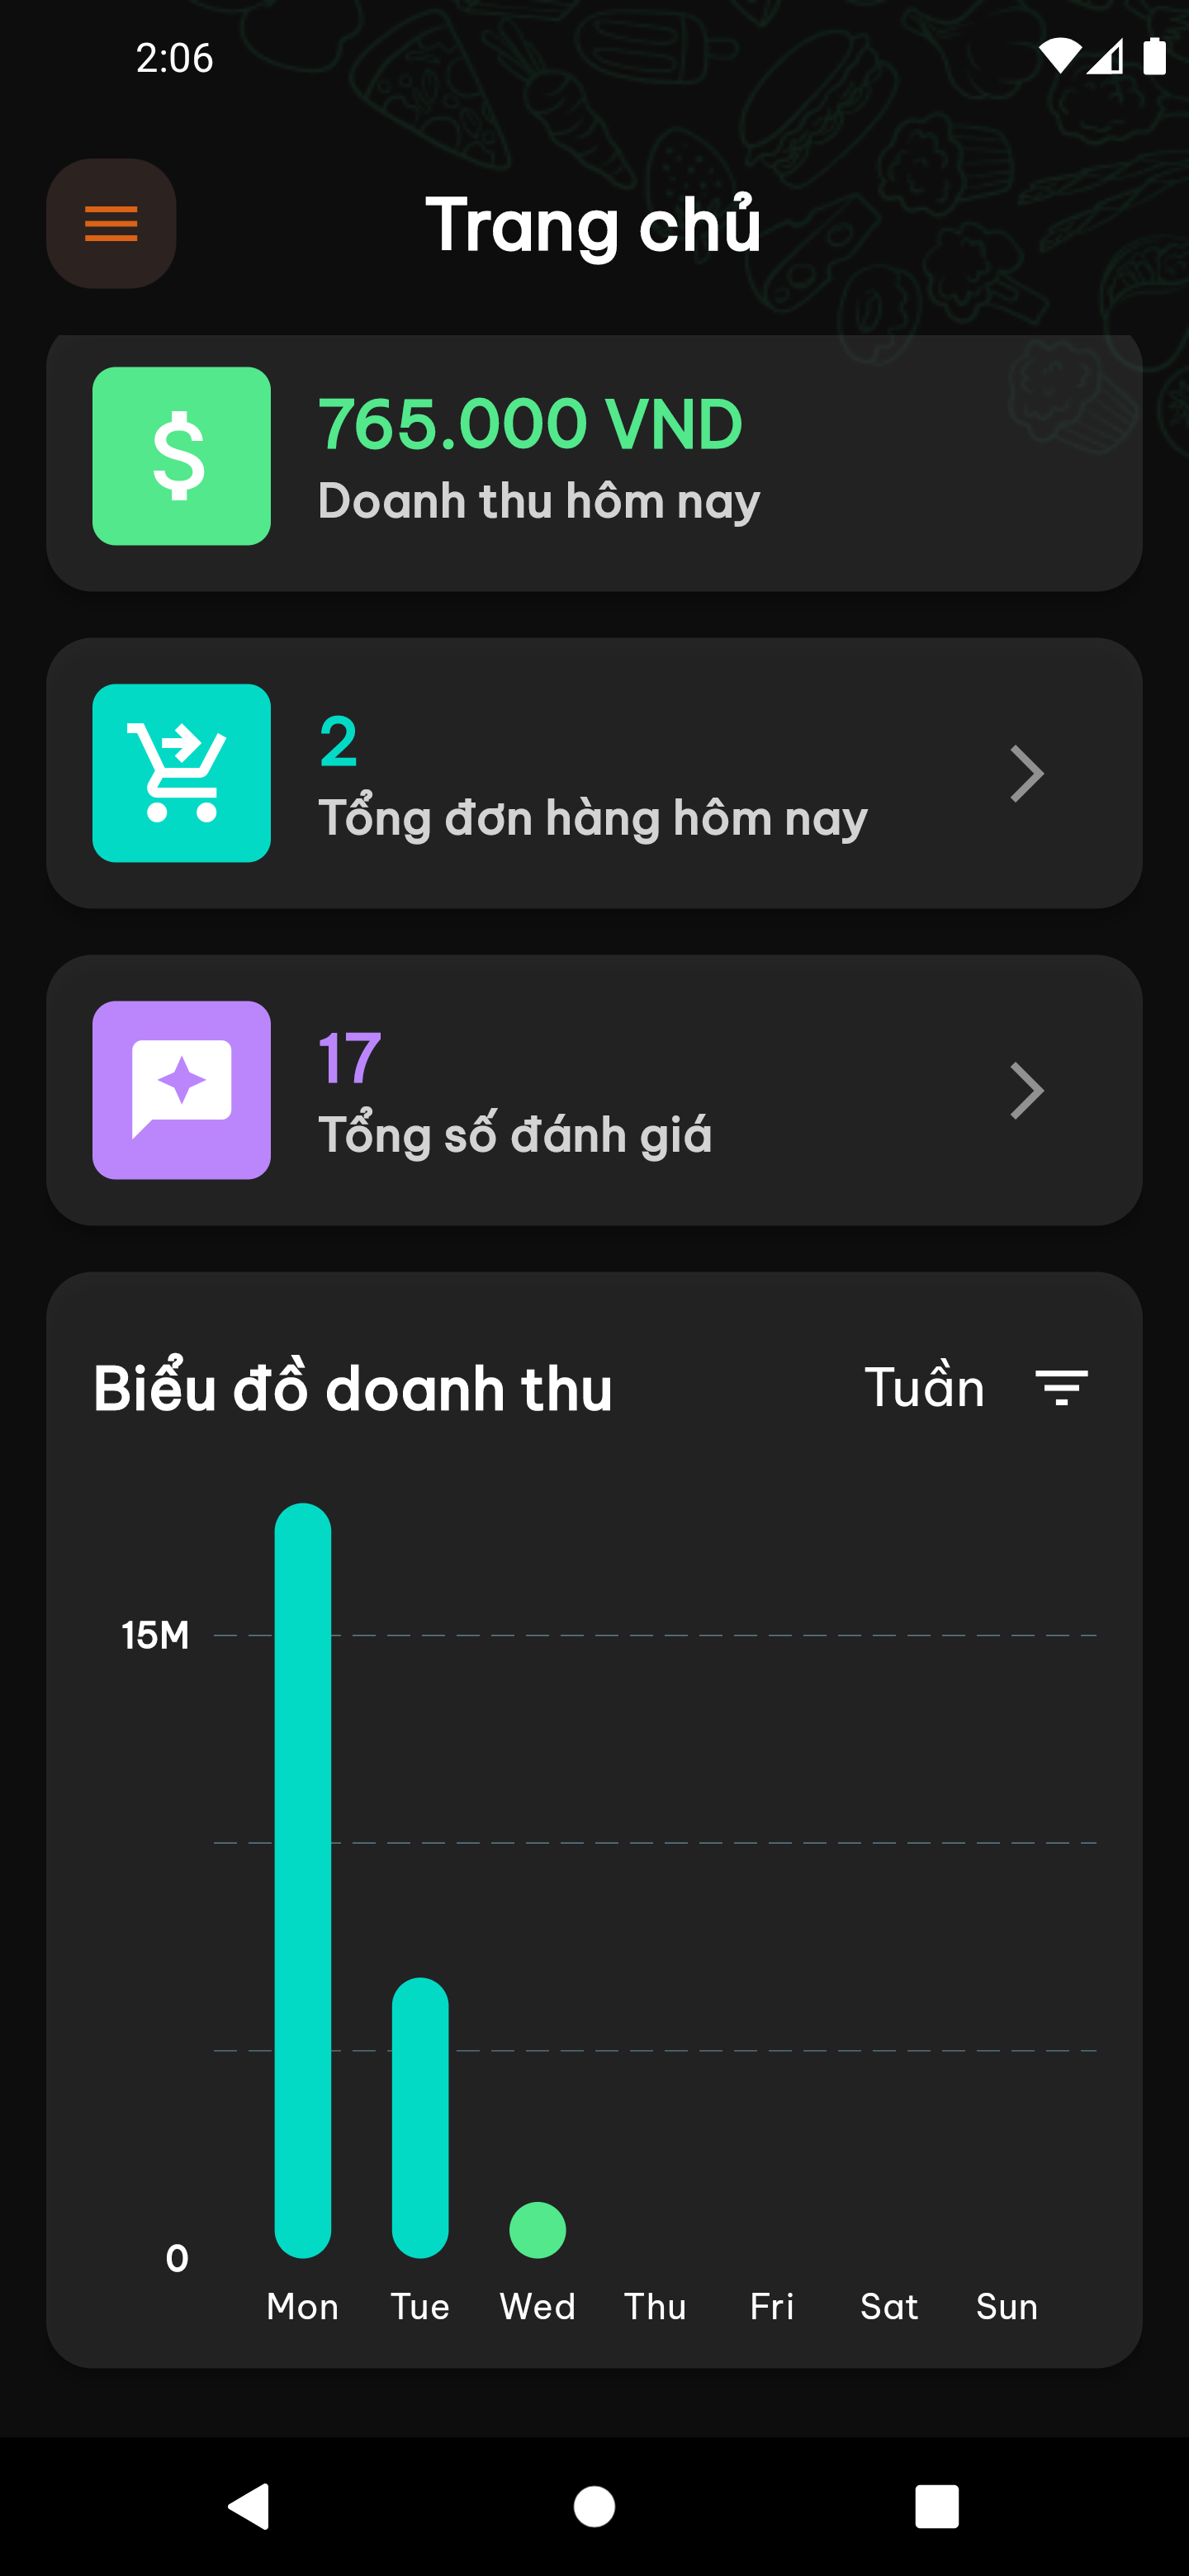 2:06
Trang chủ
765.000 VND
Doanh thu hôm nay
2
Tổng đơn hàng hôm nay
17
Tổng số đánh giá
Biểu đồ doanh thu
Tuần
15M
0
Mon Tue Wed Thu Fri Sat Sun